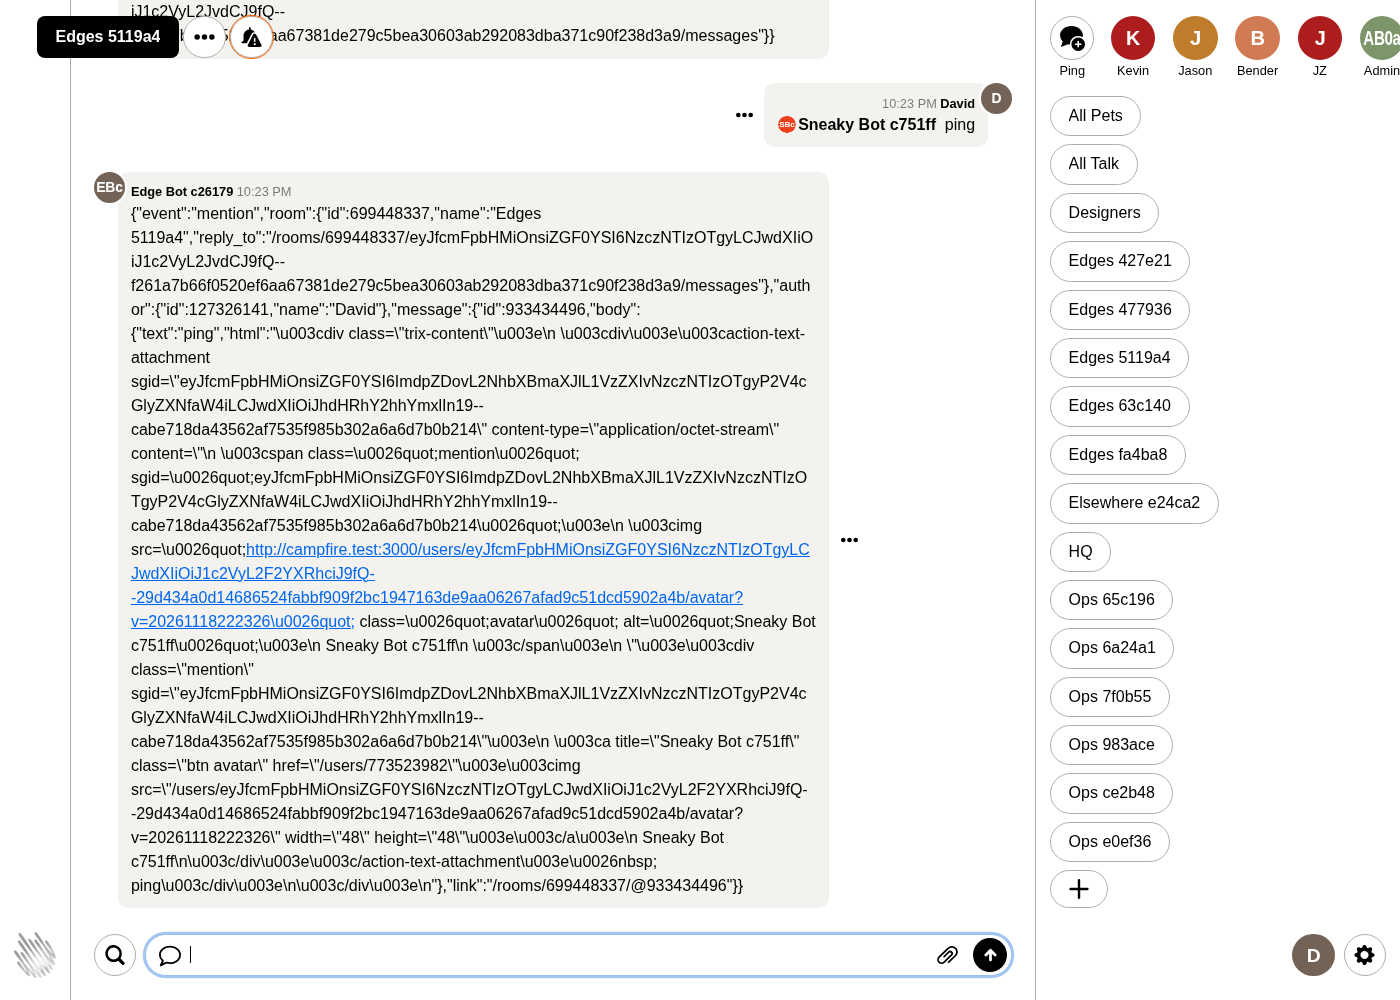 iJ1c2VyL2JvdCJ9fQ--
Edges 5119a4
aa67381de279c5bea30603ab292083dba371c90f238d3a9/messages"}}
10:23 PM David
D
SBc Sneaky Bot c751ff ping
EBc
Edge Bot c26179 10:23 PM
{"event":"mention","room":{"id":699448337,"name":"Edges
5119a4","reply_to":"/rooms/699448337/eyJfcmFpbHMiOnsiZGF0YSI6NzczNTIzOTgyLCJwdXIiO
iJ1c2VyL2JvdCJ9fQ--
f261a7b66f0520ef6aa67381de279c5bea30603ab292083dba371c90f238d3a9/messages"},"auth
or":{"id":127326141,"name":"David"},"message":{"id":933434496,"body":
{"text":"ping","html":"\u003cdiv class=\"trix-content\"\u003e\n \u003cdiv\u003e\u003caction-text-
attachment
sgid=\"eyJfcmFpbHMiOnsiZGF0YSI6ImdpZDovL2NhbXBmaXJlL1VzZXIvNzczNTIzOTgyP2V4c
GlyZXNfaW4iLCJwdXIiOiJhdHRhY2hhYmxlIn19--
cabe718da43562af7535f985b302a6a6d7b0b214\" content-type=\"application/octet-stream\"
content=\"\n \u003cspan class=\u0026quot;mention\u0026quot;
sgid=\u0026quot;eyJfcmFpbHMiOnsiZGF0YSI6ImdpZDovL2NhbXBmaXJlL1VzZXIvNzczNTIzO
TgyP2V4cGlyZXNfaW4iLCJwdXIiOiJhdHRhY2hhYmxlIn19--
cabe718da43562af7535f985b302a6a6d7b0b214\u0026quot;\u003e\n \u003cimg
src=\u0026quot;http://campfire.test:3000/users/eyJfcmFpbHMiOnsiZGF0YSI6NzczNTIzOTgyLC
JwdXIiOiJ1c2VyL2F2YXRhciJ9fQ-
-29d434a0d14686524fabbf909f2bc1947163de9aa06267afad9c51dcd5902a4b/avatar?
v=20261118222326\u0026quot; class=\u0026quot;avatar\u0026quot; alt=\u0026quot;Sneaky Bot
c751ff\u0026quot;\u003e\n Sneaky Bot c751ff\n \u003c/span\u003e\n \"\u003e\u003cdiv
class=\"mention\"
sgid=\"eyJfcmFpbHMiOnsiZGF0YSI6ImdpZDovL2NhbXBmaXJlL1VzZXIvNzczNTIzOTgyP2V4c
GlyZXNfaW4iLCJwdXIiOiJhdHRhY2hhYmxlIn19--
cabe718da43562af7535f985b302a6a6d7b0b214\"\u003e\n \u003ca title=\"Sneaky Bot c751ff\"
class=\"btn avatar\" href=\"/users/773523982\"\u003e\u003cimg
src=\"/users/eyJfcmFpbHMiOnsiZGF0YSI6NzczNTIzOTgyLCJwdXIiOiJ1c2VyL2F2YXRhciJ9fQ-
-29d434a0d14686524fabbf909f2bc1947163de9aa06267afad9c51dcd5902a4b/avatar?
v=20261118222326\" width=\"48\" height=\"48\"\u003e\u003c/a\u003e\n Sneaky Bot
c751ff\n\u003c/div\u003e\u003c/action-text-attachment\u003e\u0026nbsp;
ping\u003c/div\u003e\n\u003c/div\u003e\n"},"link":"/rooms/699448337/@933434496"}}
K
J
B
J
AB0a
Ping
Kevin
Jason
Bender
JZ
Admin
All Pets
All Talk
Designers
Edges 427e21
Edges 477936
Edges 5119a4
Edges 63c140
Edges fa4ba8
Elsewhere e24ca2
HQ
Ops 65c196
Ops 6a24a1
Ops 7f0b55
Ops 983ace
Ops ce2b48
Ops e0ef36
D